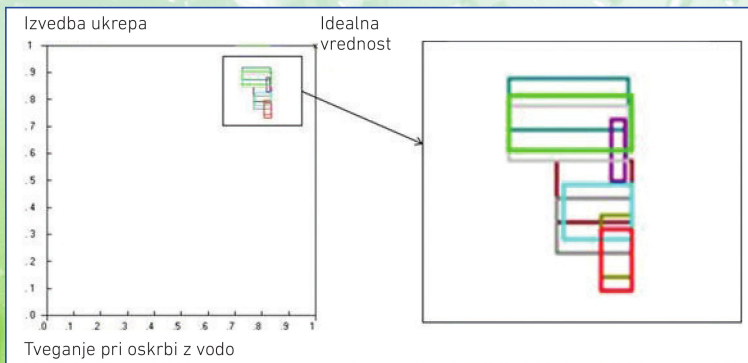 Izvedba ukrepa
Idealna
vrednost
1
.9
.8
.7
.6
.5
.4
.3
.2
.1
.0
.0 .1 .2 .3 .4 .5 .6 .7 .8 .9 1
Tveganje pri oskrbi z vodo